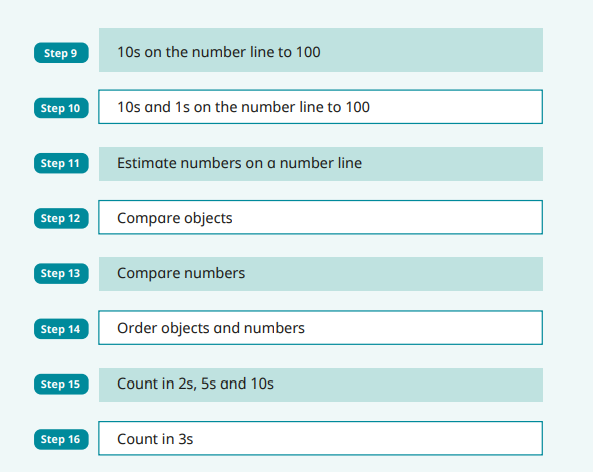 Step 9 10s on the number line to 100
Step 10 10s and 1s on the number line to 100
Step 11 Estimate numbers on a number line
Step 12 Compare objects
Step 13 Compare numbers
Step 14 Order objects and numbers
Step 15 Count in 2s, 5s and 10s
Step 16 Count in 3s